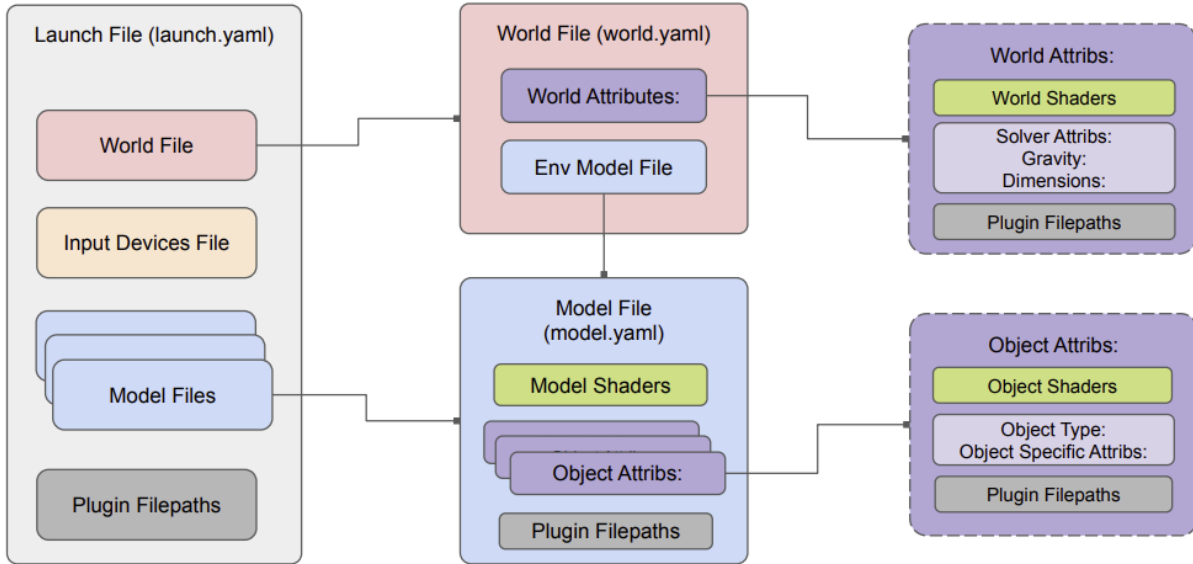 Launch File (launch.yaml)
World File
Input Devices File
Model Files
Plugin Filepaths
World File (world.yaml)
World Attributes:
Env Model File
Model File
(model.yaml)
Model Shaders
Object Attribs:
Plugin Filepaths
World Attribs:
World Shaders
Solver Attribs:
Gravity:
Dimensions:
Plugin Filepaths
Object Attribs:
Object Shaders
Object Type:
Object Specific Attribs:
Plugin Filepaths